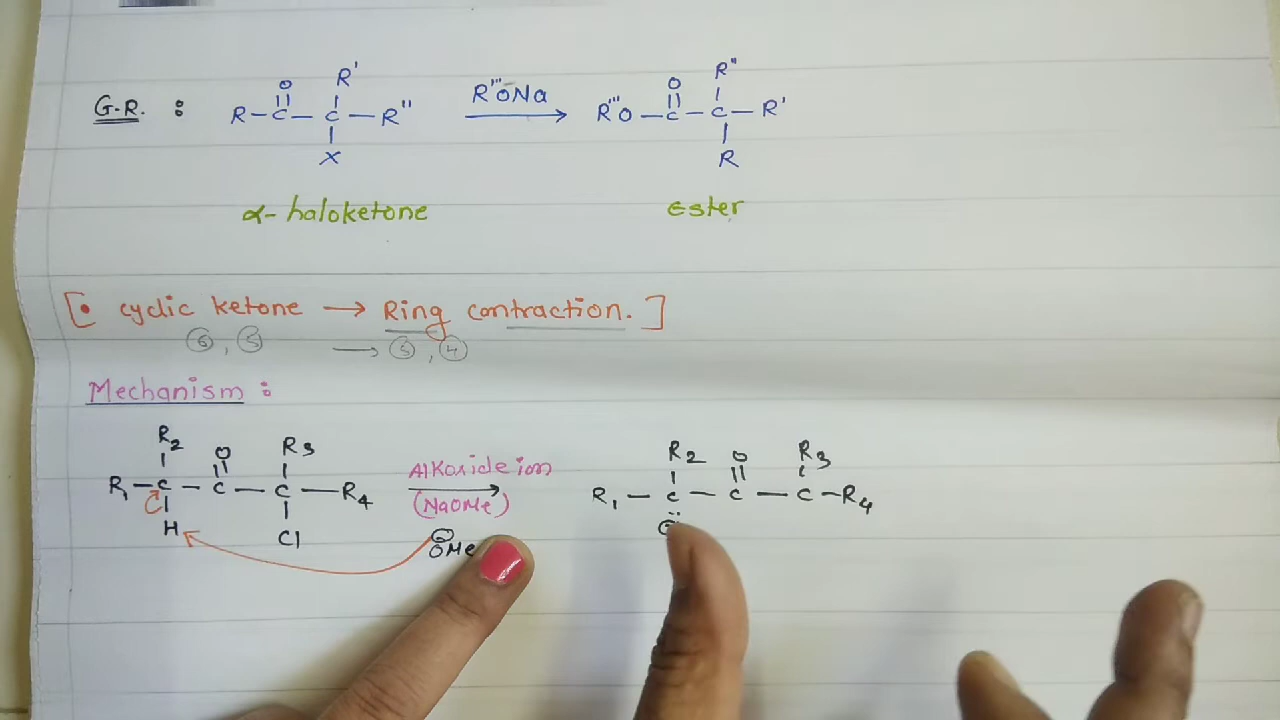 R'
O
G.R. : R-C-C-R''
X
R'''ONa
R''
O
R'''O-C-C-R'
R
α-haloketone
Ester
[• cyclic ketone → Ring contraction.]
6, 5 → 5, 4
Mechanism :
R2 O R3
R1-C-C-C-R4
H Cl
Alkoxide ion
(NaOMe)
⊖OMe
R2 O R3
R1-C-C-C-R4